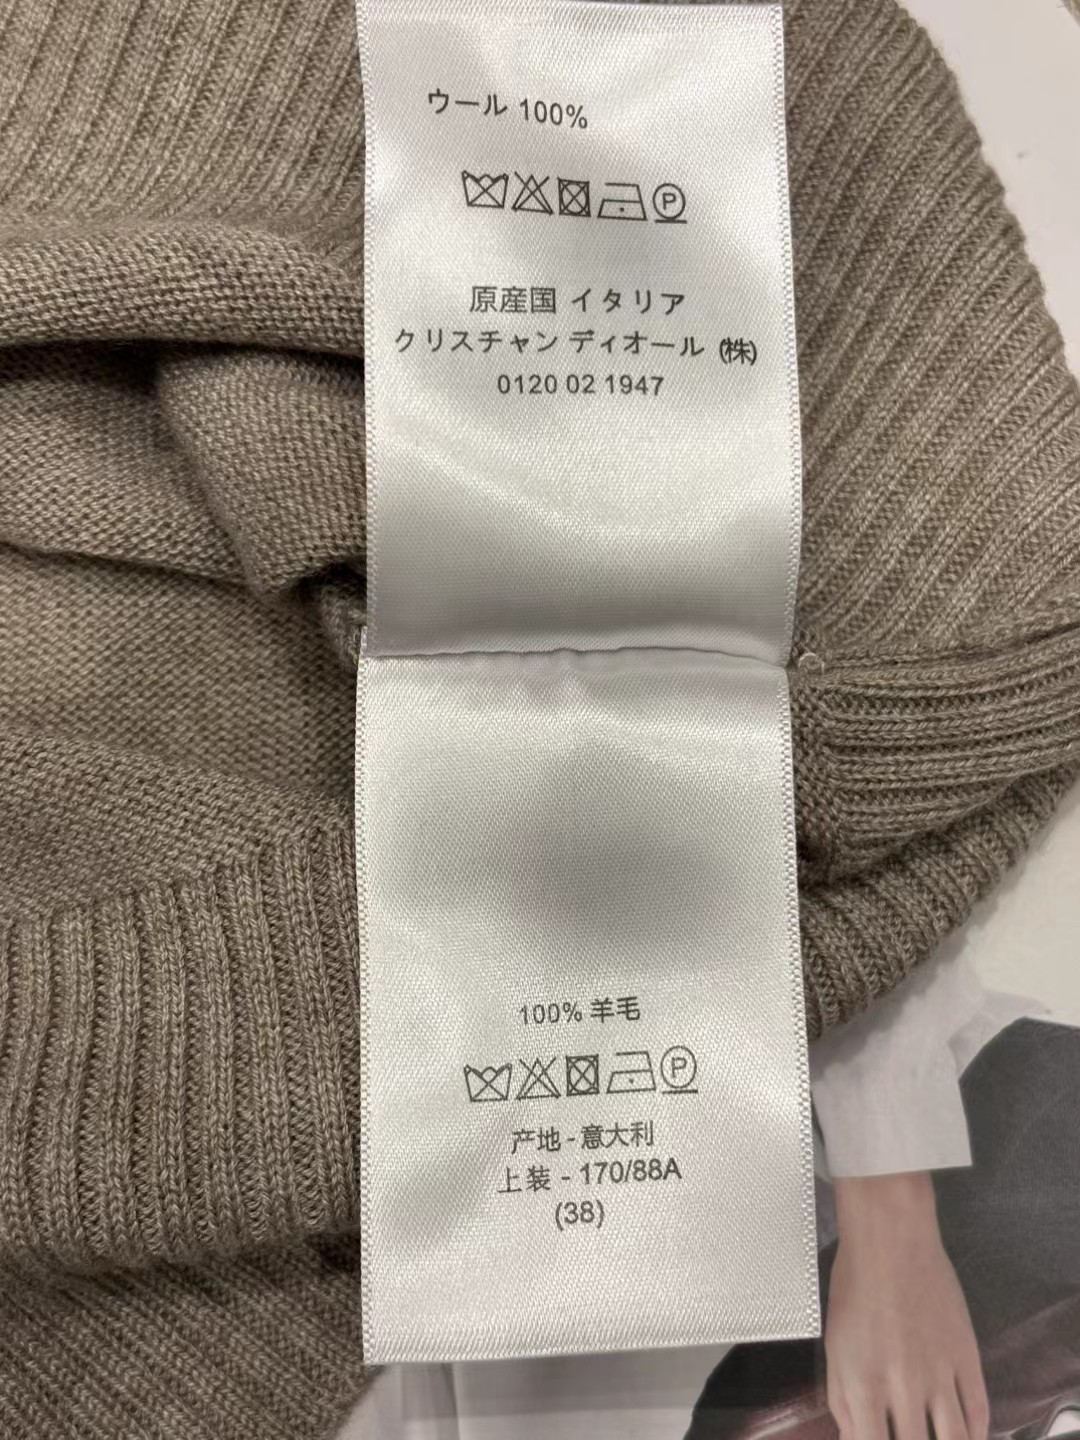 ウール 100%
P
原産国 イタリア
クリスチャン ディオール (株)
0120 02 1947
100% 羊毛
P
产地 - 意大利
上装 - 170/88A
(38)